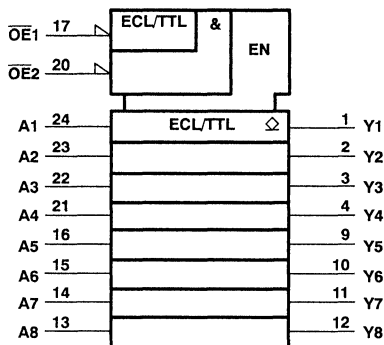 ECL/TTL & EN
O̅E̅1 17
O̅E̅2 20
ECL/TTL
A1 24 1 Y1
A2 23 2 Y2
A3 22 3 Y3
A4 21 4 Y4
A5 16 9 Y5
A6 15 10 Y6
A7 14 11 Y7
A8 13 12 Y8